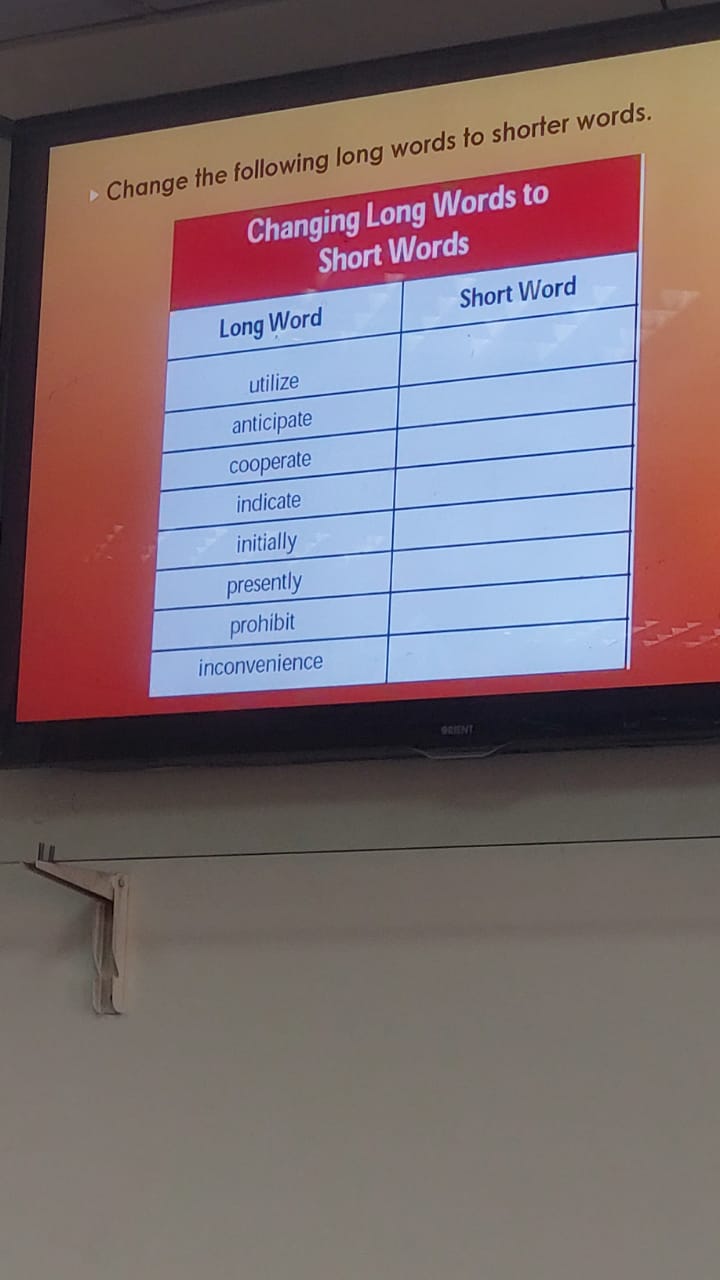 Change the following long words to shorter words.
Changing Long Words to
Short Words
Long Word Short Word
utilize
anticipate
cooperate
indicate
initially
presently
prohibit
inconvenience
ORIENT